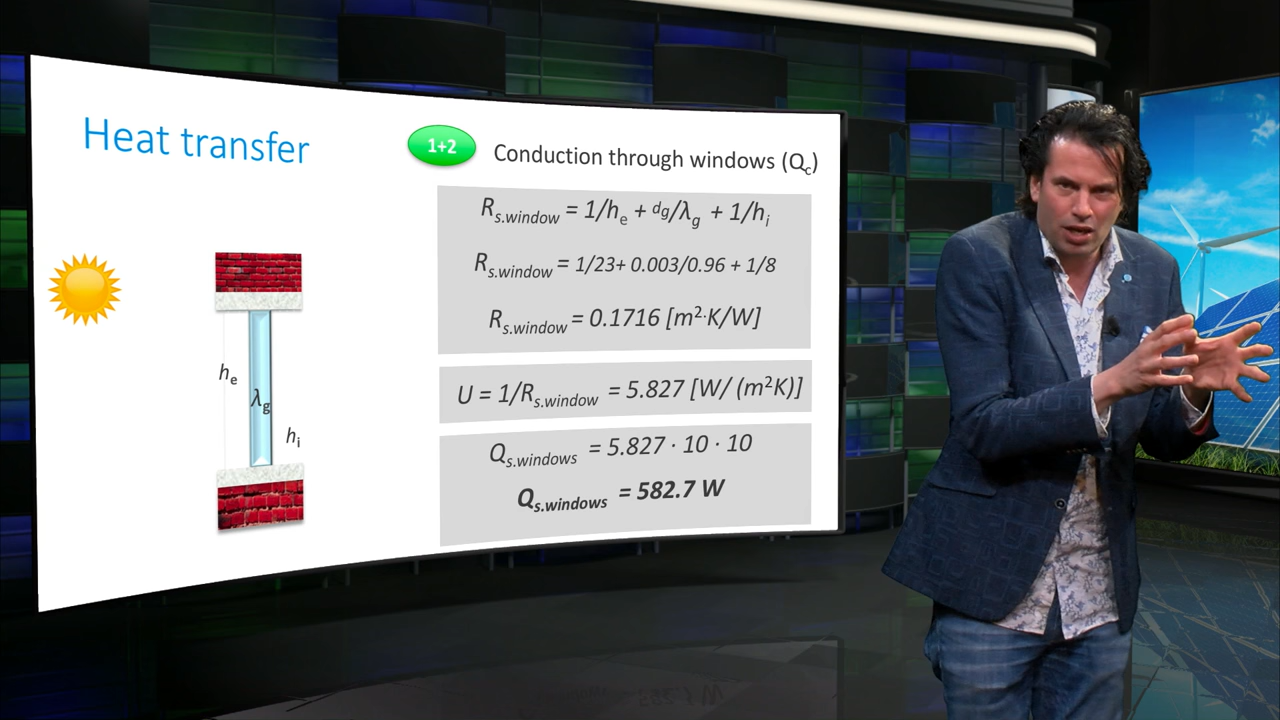 Heat transfer
1+2
Conduction through windows (Qc)
Rs.window = 1/he + dg/λg + 1/hi
Rs.window = 1/23+ 0.003/0.96 + 1/8
Rs.window = 0.1716 [m²·K/W]
U = 1/Rs.window = 5.827 [W/ (m²K)]
Qs.windows = 5.827 · 10 · 10
Qs.windows = 582.7 W
he
λg
hi